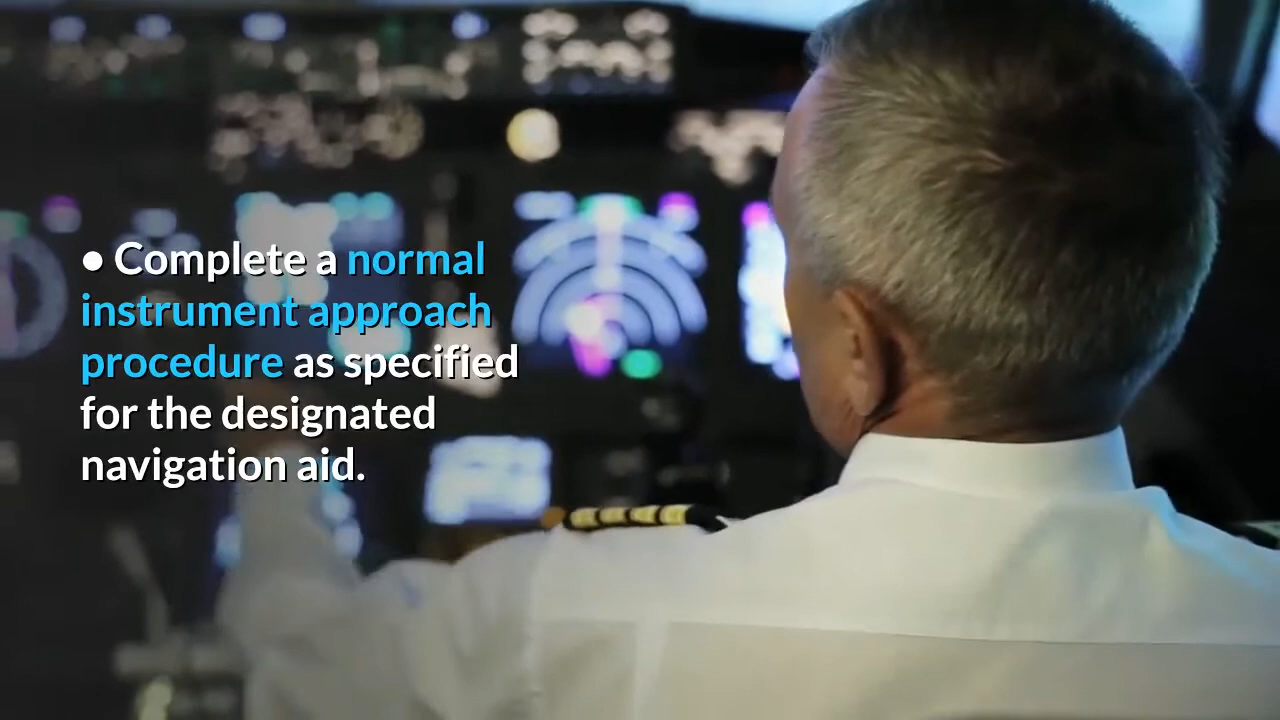 ● Complete a normal
instrument approach
procedure as specified
for the designated
navigation aid.